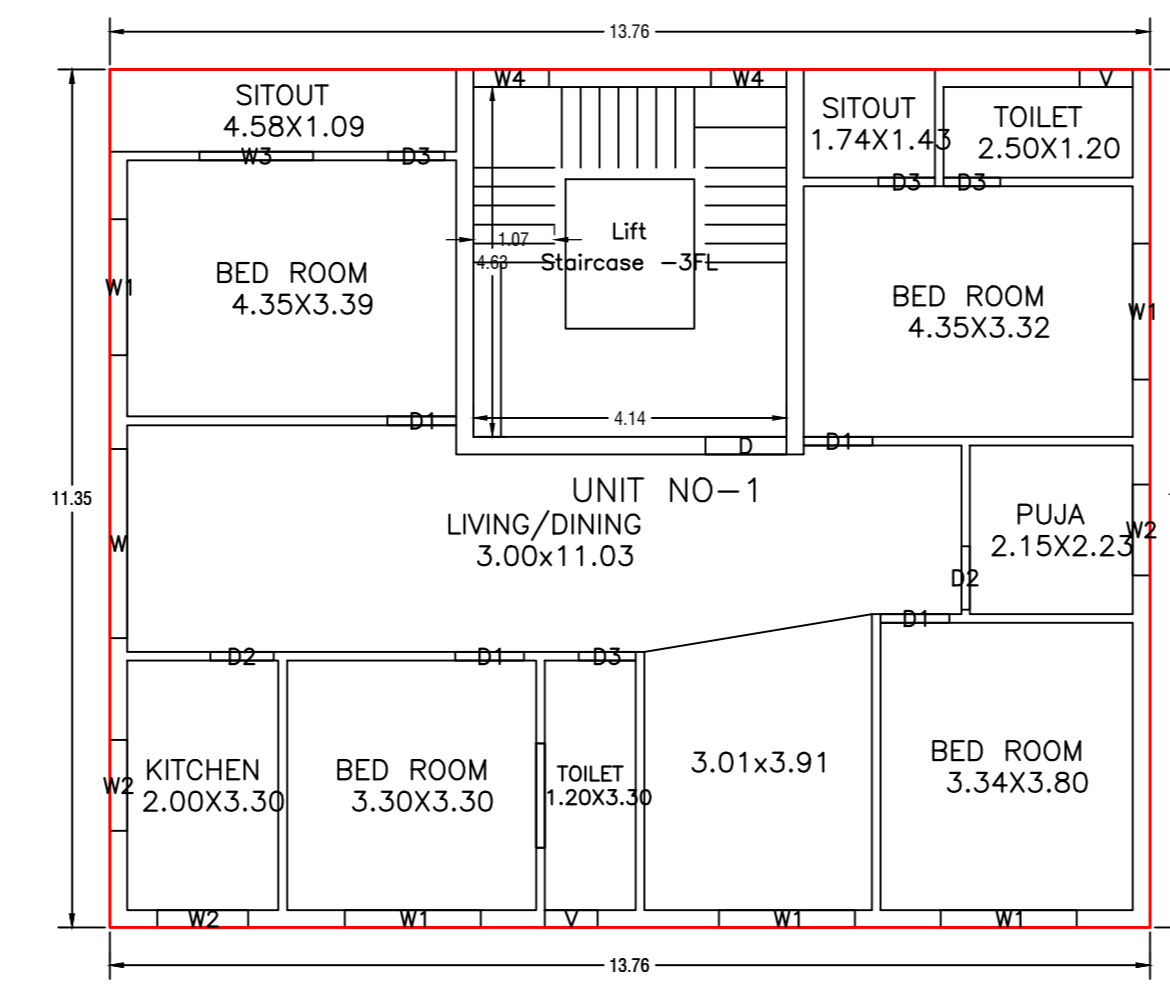 13.76
W4
W4
V
SITOUT
4.58X1.09
SITOUT
1.74X1.43
TOILET
2.50X1.20
W3
D3
D3
D3
1.07
4.63
Lift
Staircase -3FL
W1
BED ROOM
4.35X3.39
BED ROOM
4.35X3.32
W1
D1
4.14
D
D1
11.35
UNIT NO-1
LIVING/DINING
3.00x11.03
W
PUJA
2.15X2.23
W2
D2
D1
D2
D1
D3
W2
KITCHEN
2.00X3.30
BED ROOM
3.30X3.30
TOILET
1.20X3.30
3.01x3.91
BED ROOM
3.34X3.80
W2
W1
V
W1
W1
13.76